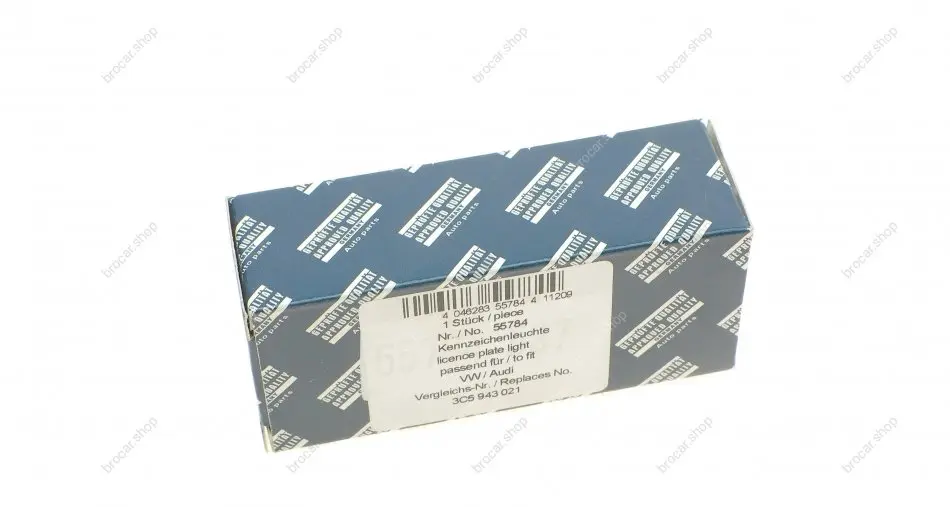 brocar.shop
GEPRÜFTE QUALITÄT
APPROVED QUALITY
GERMANY
Auto parts
4 046283 55784 4 11209
1 Stück / piece
Nr. / No. 55784
Kennzeichenleuchte
licence plate light
passend für / to fit
VW / Audi
Vergleichs-Nr. / Replaces No.
3C5 943 021